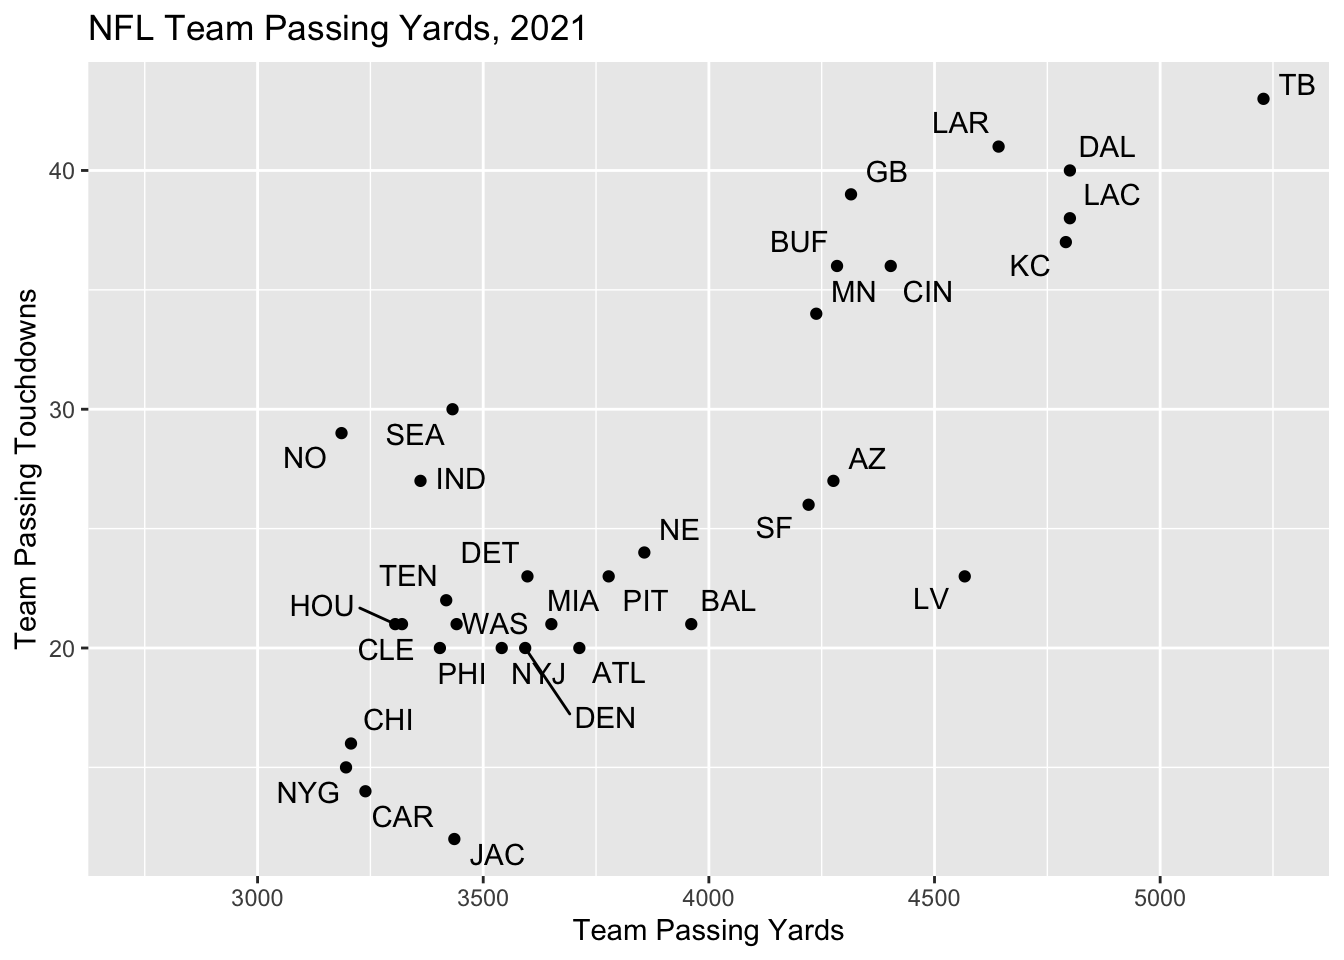 NFL Team Passing Yards, 2021
TB
LAR
DAL
40
GB
LAC
BUF
KC
MN
CIN
Team Passing Touchdowns
30
SEA
NO
AZ
IND
NE
SF
DET
TEN
HOU
MIA
PIT
BAL
LV
WAS
20
CLE
PHI
NYJ
ATL
DEN
CHI
NYG
CAR
JAC
3000
3500
4000
4500
5000
Team Passing Yards